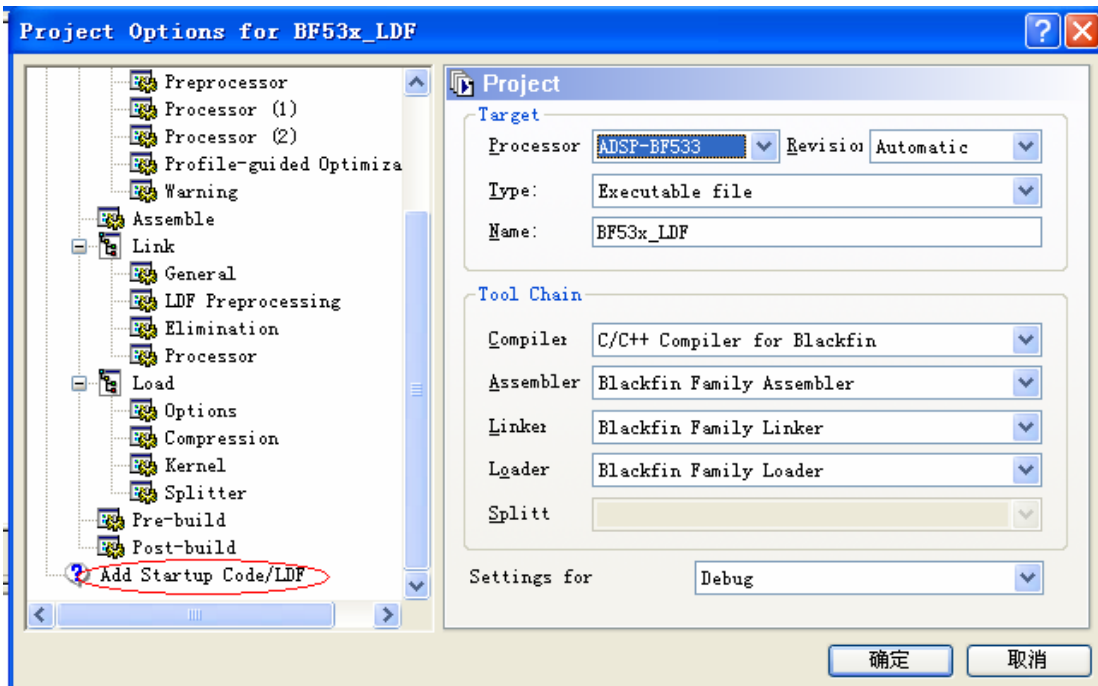 Project Options for BF53x_LDF
Preprocessor
Processor (1)
Processor (2)
Profile-guided Optimiza
Warning
Assemble
Link
General
LDF Preprocessing
Elimination
Processor
Load
Options
Compression
Kernel
Splitter
Pre-build
Post-build
Add Startup Code/LDF
Project
Target
Processor ADSP-BF533 Revisio Automatic
Type: Executable file
Name: BF53x_LDF
Tool Chain
Compiler C/C++ Compiler for Blackfin
Assembler Blackfin Family Assembler
Linker Blackfin Family Linker
Loader Blackfin Family Loader
Splitt
Settings for Debug
确定 取消